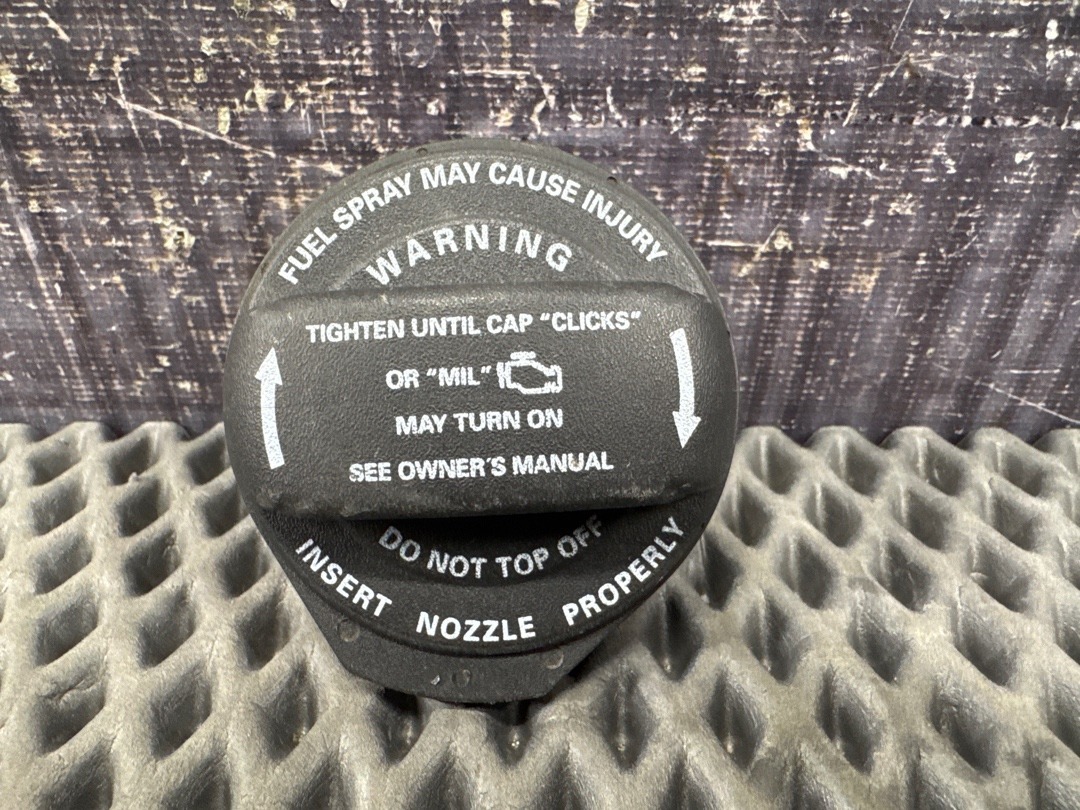 FUEL SPRAY MAY CAUSE INJURY
WARNING
TIGHTEN UNTIL CAP "CLICKS"
OR "MIL"
MAY TURN ON
SEE OWNER'S MANUAL
DO NOT TOP OFF
INSERT NOZZLE PROPERLY